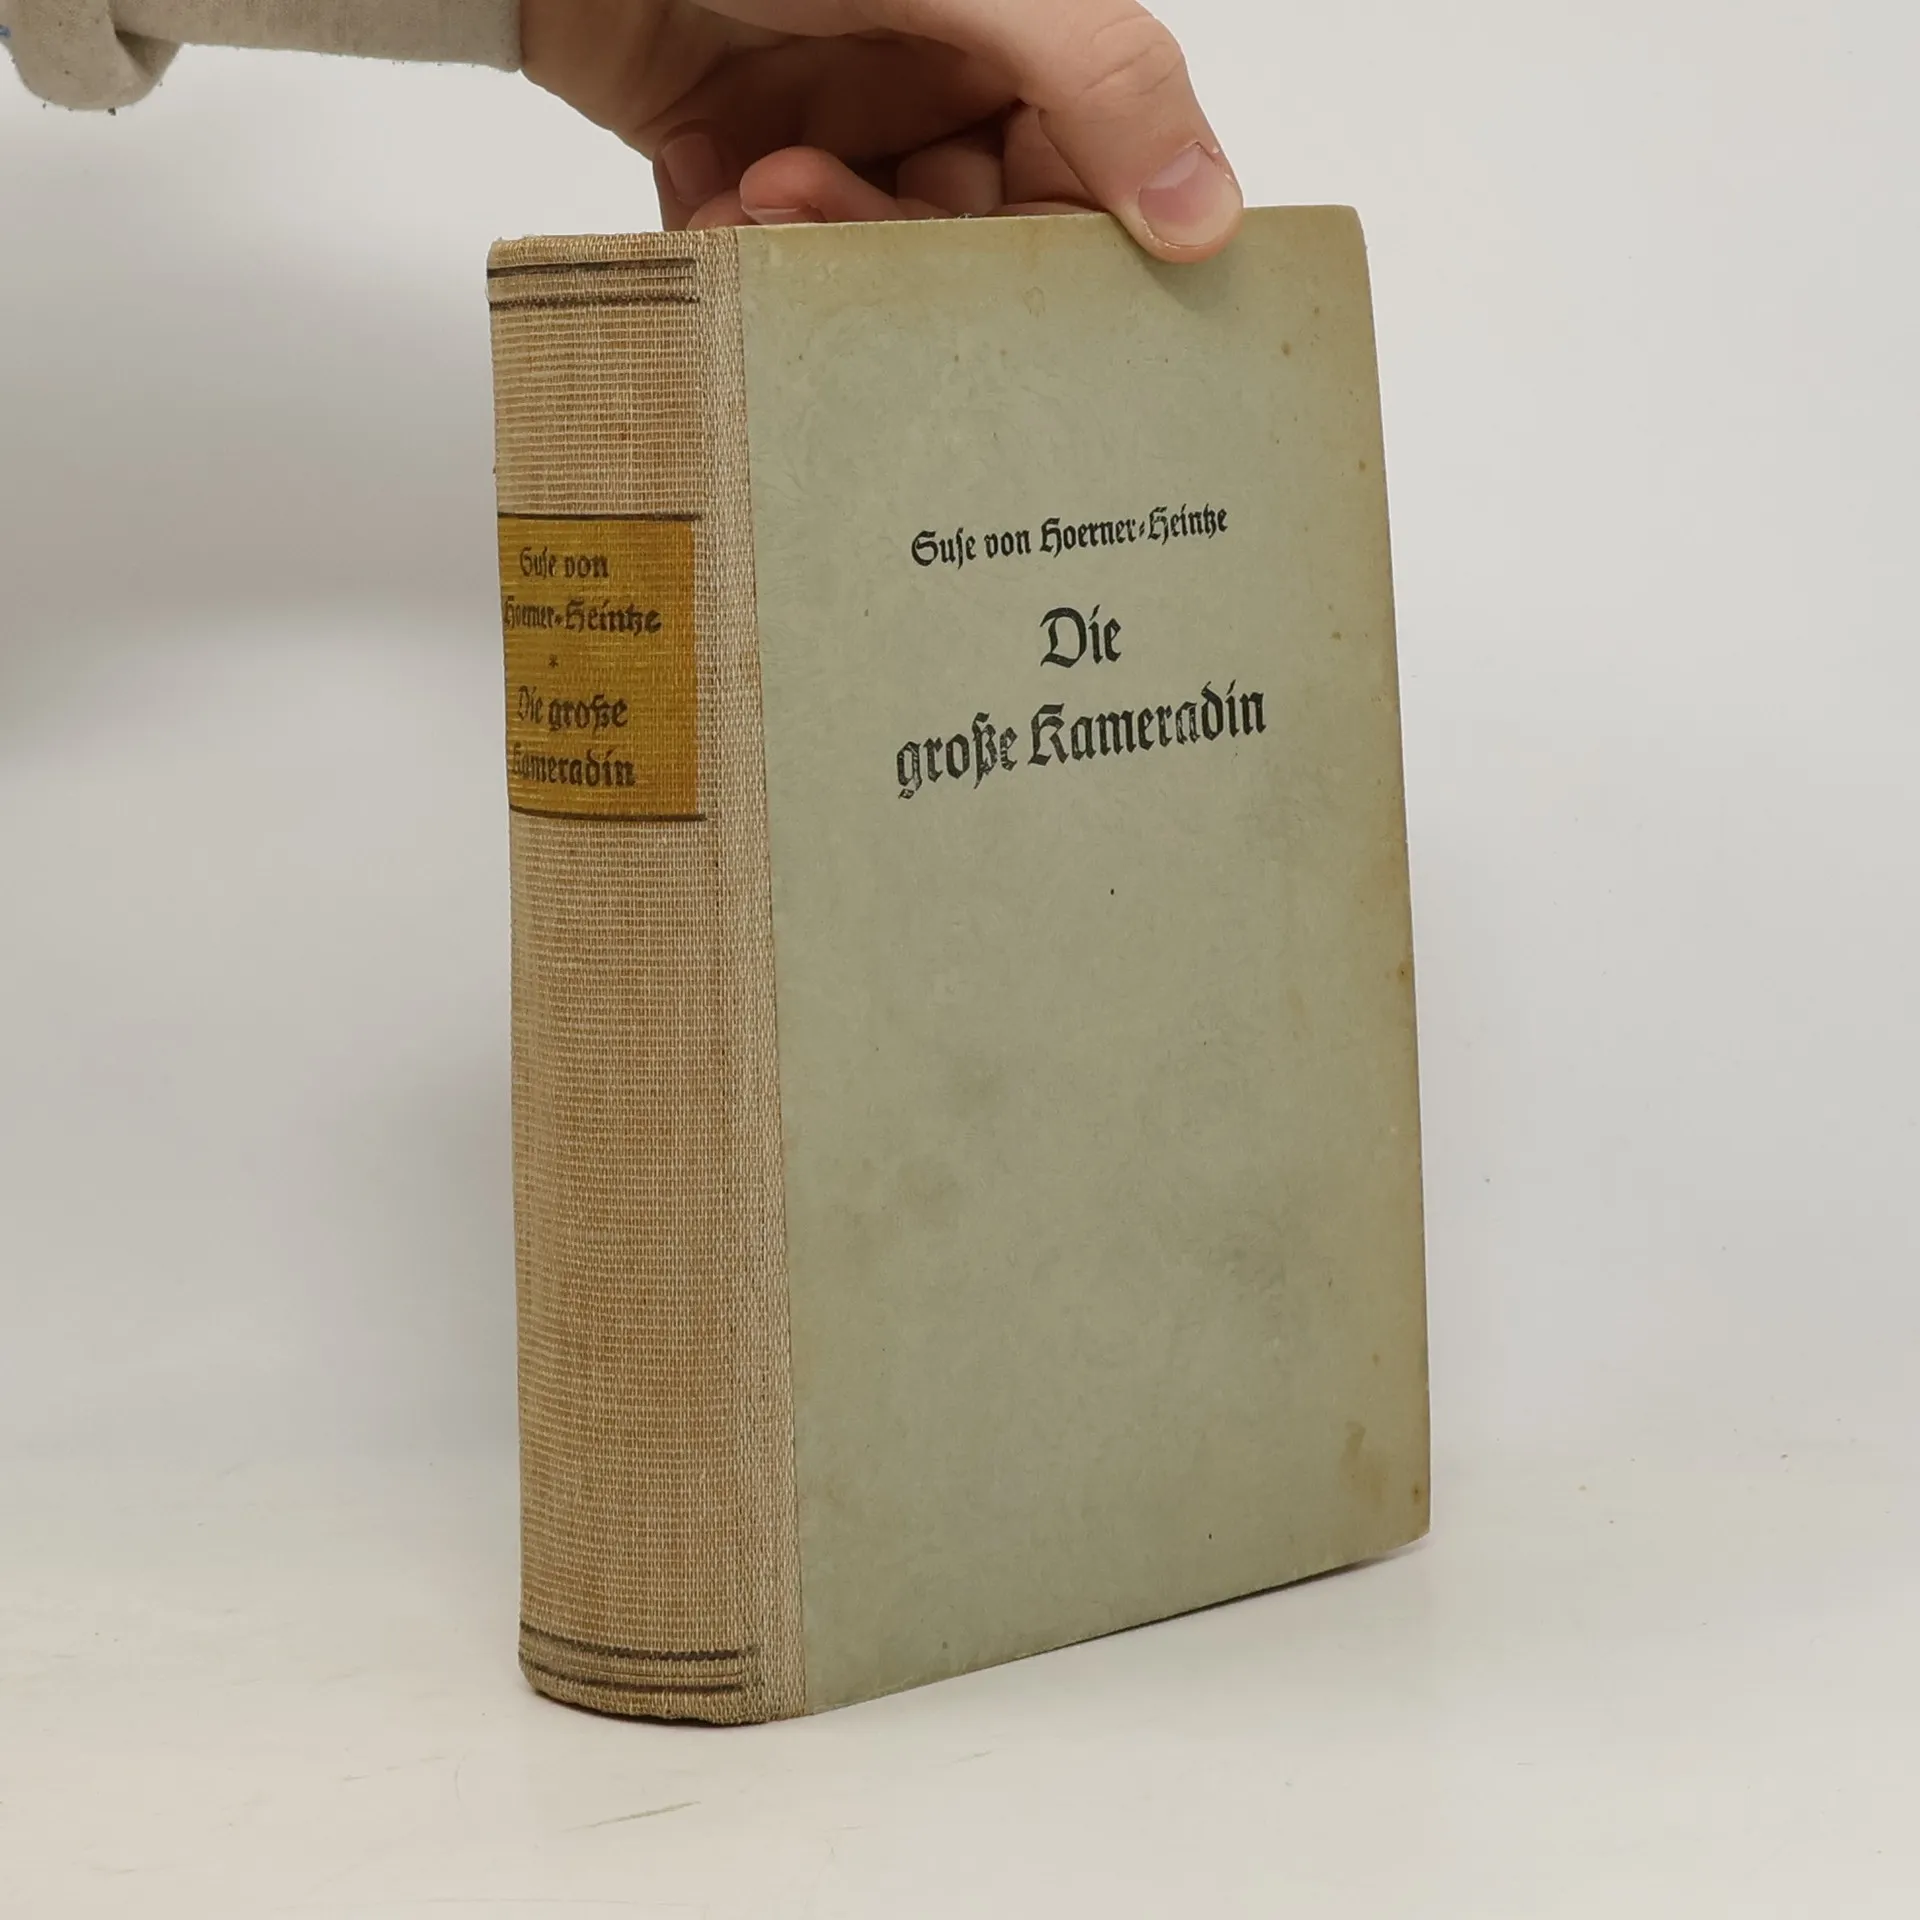 Suse von
Hoerner-Heintze
*
Die große
Kameradin
Suse von Hoerner-Heintze
Die
große Kameradin